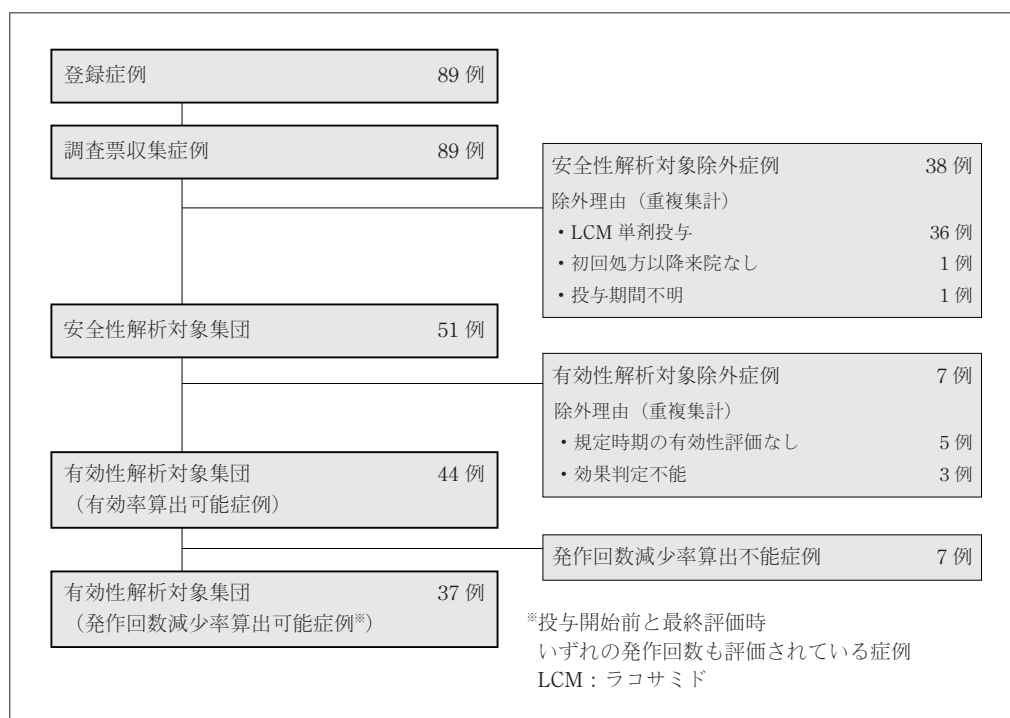 登録症例 89 例
調査票収集症例 89 例
安全性解析対象除外症例 38 例
除外理由（重複集計）
・LCM 単剤投与 36 例
・初回処方以降来院なし 1 例
・投与期間不明 1 例
安全性解析対象集団 51 例
有効性解析対象除外症例 7 例
除外理由（重複集計）
・規定時期の有効性評価なし 5 例
・効果判定不能 3 例
有効性解析対象集団 44 例
（有効率算出可能症例）
発作回数減少率算出不能症例 7 例
有効性解析対象集団 37 例
（発作回数減少率算出可能症例※）
※投与開始前と最終評価時
いずれの発作回数も評価されている症例
LCM：ラコサミド